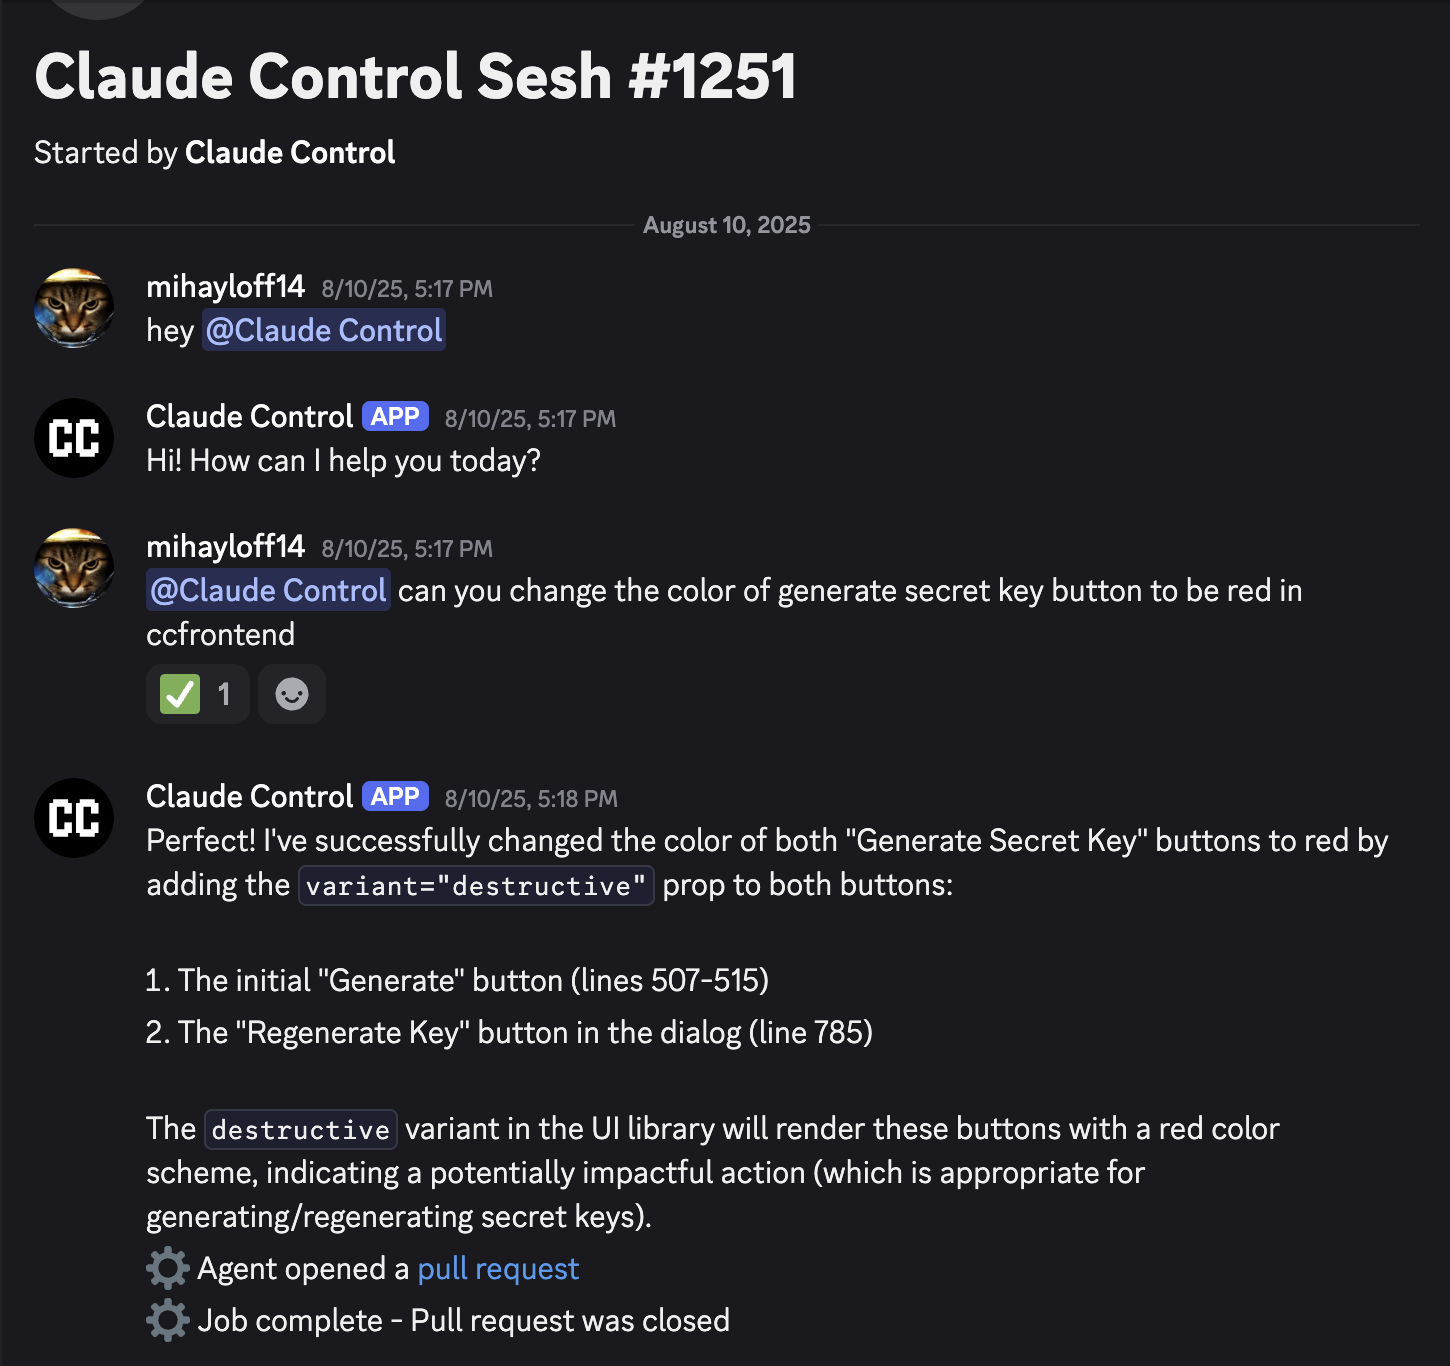 Claude Control Sesh #1251
Started by Claude Control
August 10, 2025
mihayloff14 8/10/25, 5:17 PM
hey @Claude Control
CC
Claude Control APP 8/10/25, 5:17 PM
Hi! How can I help you today?
mihayloff14 8/10/25, 5:17 PM
@Claude Control can you change the color of generate secret key button to be red in
ccfrontend
✅ 1
CC
Claude Control APP 8/10/25, 5:18 PM
Perfect! I've successfully changed the color of both "Generate Secret Key" buttons to red by
adding the variant="destructive" prop to both buttons:
1. The initial "Generate" button (lines 507-515)
2. The "Regenerate Key" button in the dialog (line 785)
The destructive variant in the UI library will render these buttons with a red color
scheme, indicating a potentially impactful action (which is appropriate for
generating/regenerating secret keys).
Agent opened a pull request
Job complete - Pull request was closed